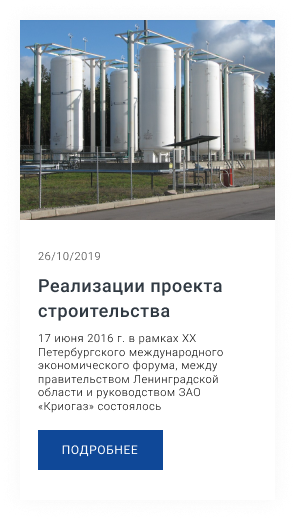 26/10/2019
Реализации проекта
строительства
17 июня 2016 г. в рамках XX
Петербургского международного
экономического форума, между
правительством Ленинградской
области и руководством ЗАО
«Криогаз» состоялось
ПОДРОБНЕЕ